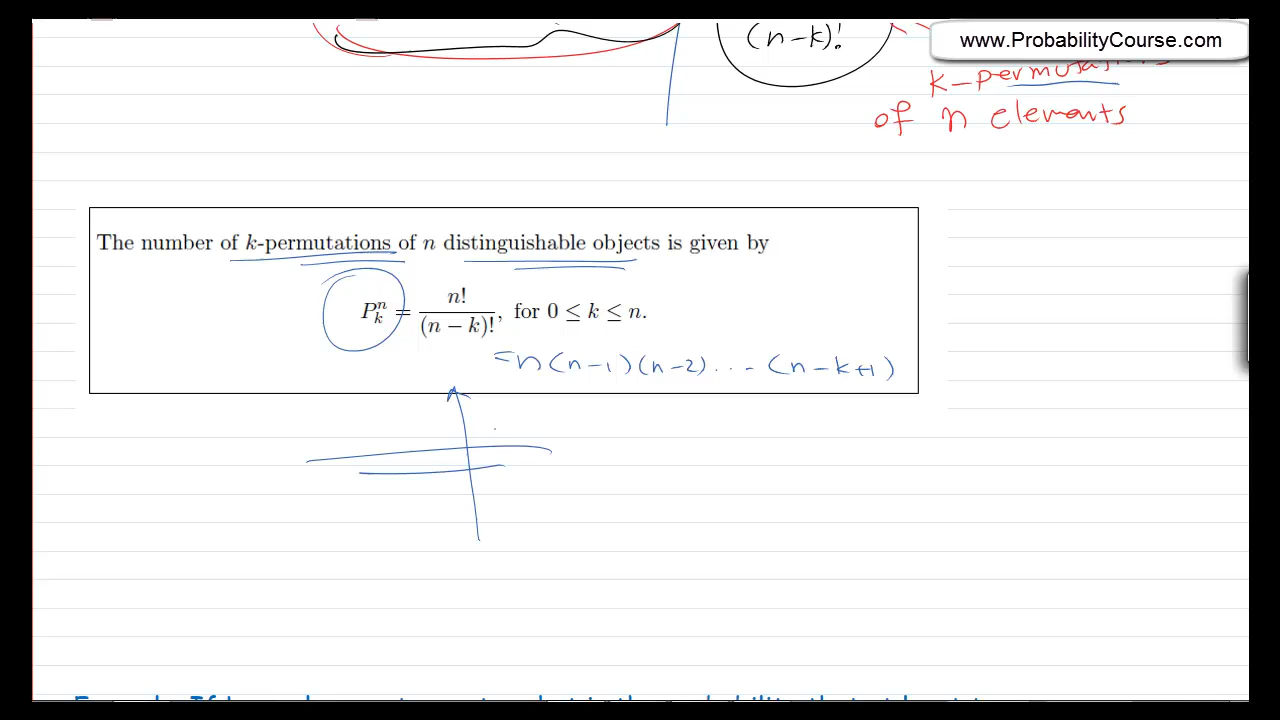 (n-k)!
www.ProbabilityCourse.com
k-permutations
of n elements
The number of k-permutations of n distinguishable objects is given by
P^n_k = n!/(n − k)!, for 0 ≤ k ≤ n.
=n(n-1)(n-2)...-(n-k+1)